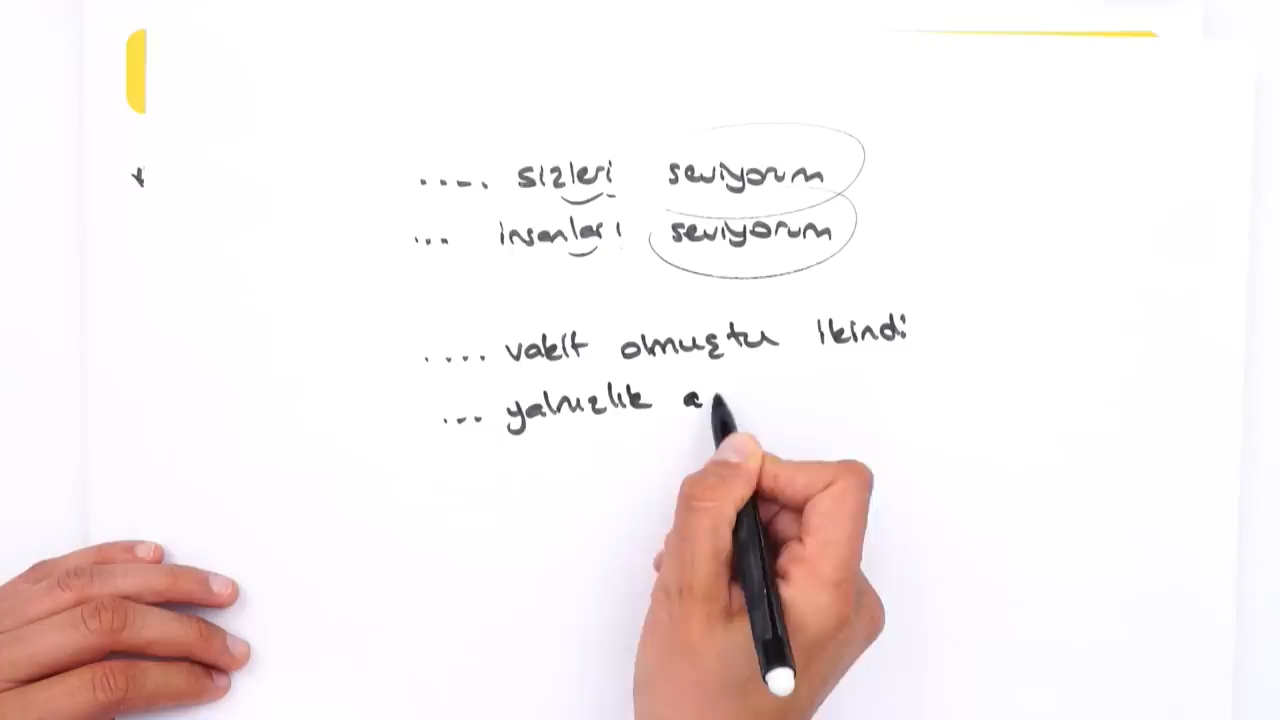 .... sizleri seviyorum
... insanları seviyorum
.... vakit olmuştu ikindi
... yalnızlık a